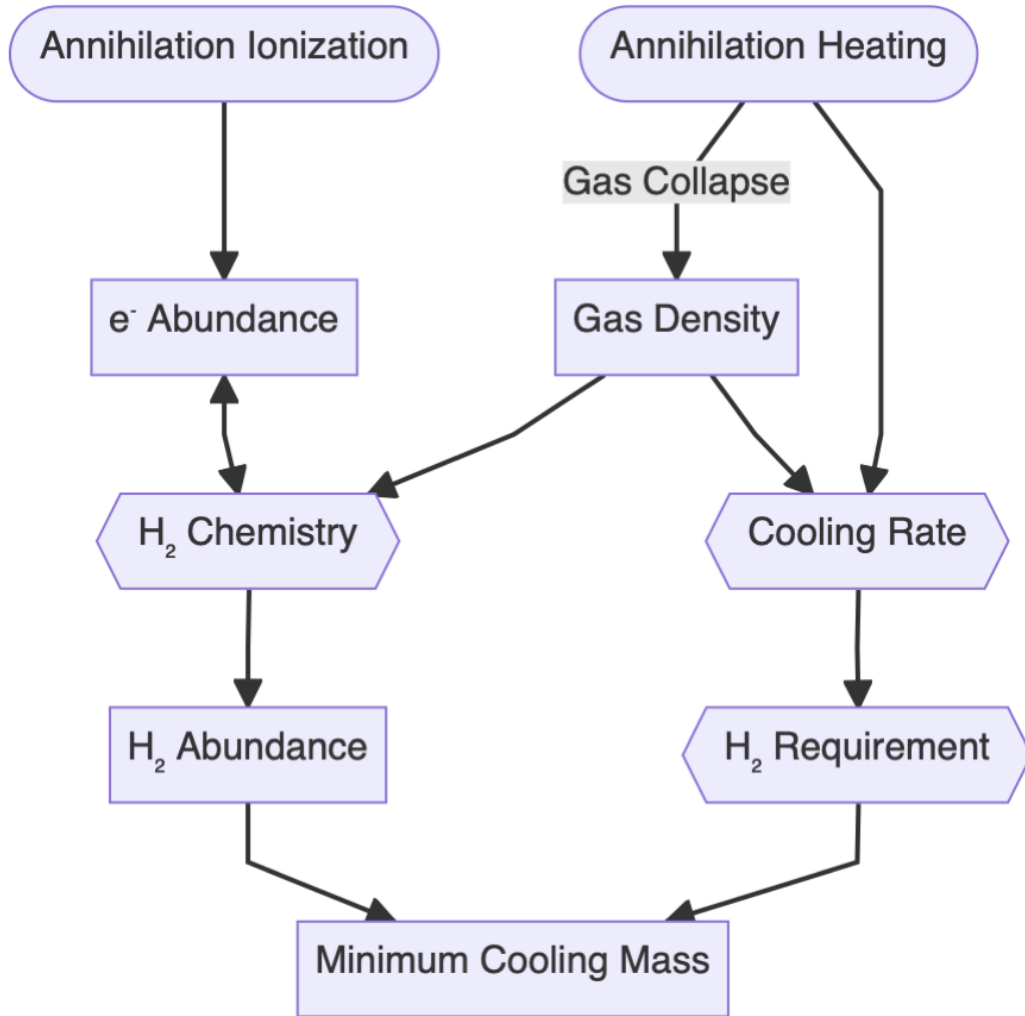 Annihilation Ionization
Annihilation Heating
Gas Collapse
e⁻ Abundance
Gas Density
H₂ Chemistry
Cooling Rate
H₂ Abundance
H₂ Requirement
Minimum Cooling Mass